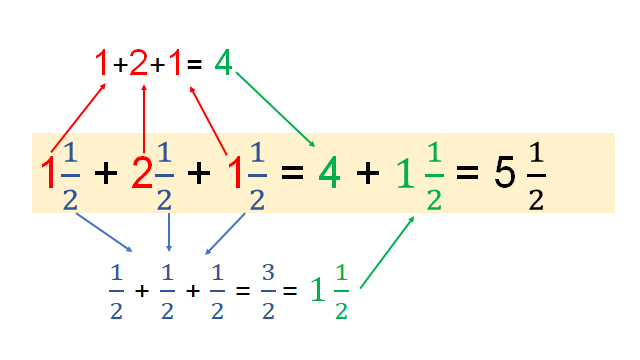 1+2+1= 4
1 1/2 + 2 1/2 + 1 1/2 = 4 + 1 1/2 = 5 1/2
1/2 + 1/2 + 1/2 = 3/2 = 1 1/2